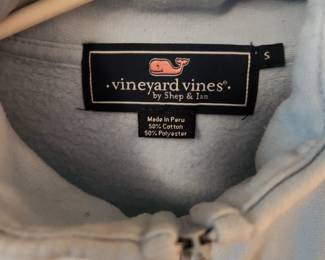 S
·vineyard vines®·
by Shep & Ian
Made in Peru
50% Cotton
50% Polyester